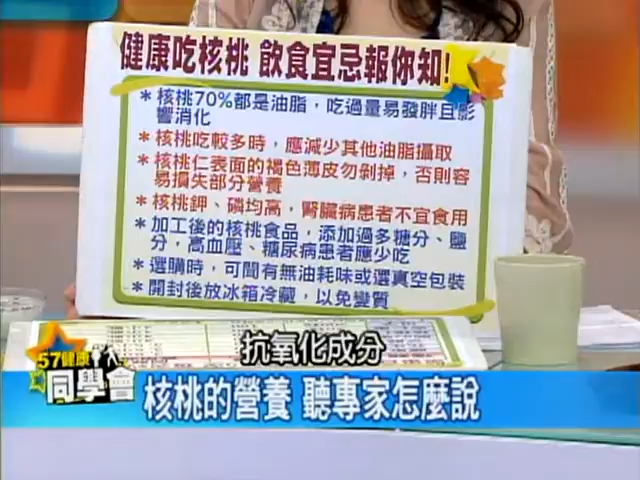 健康吃核桃 飲食宜忌報你知!
*核桃70%都是油脂，吃過量易發胖且影
響消化
*核桃吃較多時，應減少其他油脂攝取
*核桃仁表面的褐色薄皮勿剝掉，否則容
易損失部分營養
*核桃鉀、磷均高，腎臟病患者不宜食用
*加工後的核桃食品，添加過多糖分、鹽
分，高血壓、糖尿病患者應少吃
*選購時，可聞有無油耗味或選真空包裝
*開封後放冰箱冷藏，以免變質
抗氧化成分
57健康
同學會
核桃的營養 聽專家怎麼說